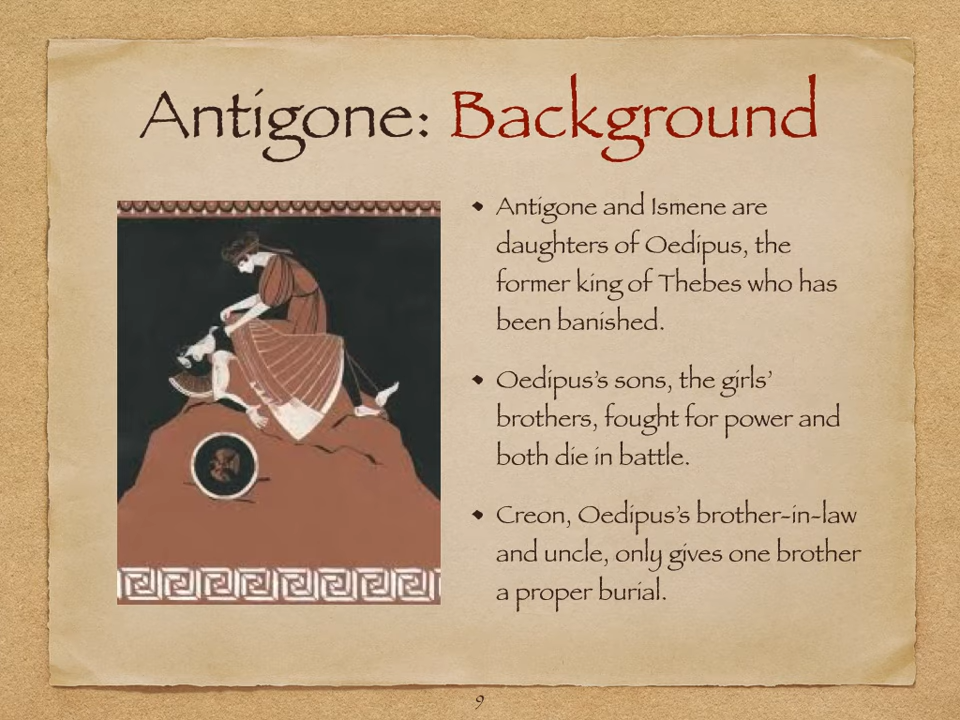 Antigone: Background
• Antigone and Ismene are
daughters of Oedipus, the
former king of Thebes who has
been banished.
• Oedipus's sons, the girls'
brothers, fought for power and
both die in battle.
• Creon, Oedipus's brother-in-law
and uncle, only gives one brother
a proper burial.
9